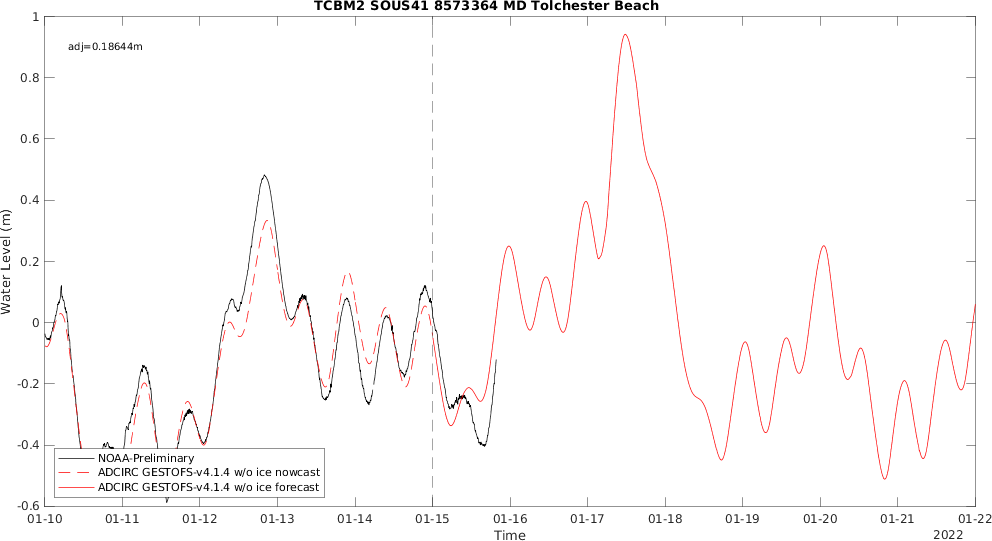 TCBM2 SOUS41 8573364 MD Tolchester Beach
adj=0.18644m
Water Level (m)
1
0.8
0.6
0.4
0.2
0
-0.2
-0.4
-0.6
NOAA-Preliminary
ADCIRC GESTOFS-v4.1.4 w/o ice nowcast
ADCIRC GESTOFS-v4.1.4 w/o ice forecast
01-10 01-11 01-12 01-13 01-14 01-15 01-16 01-17 01-18 01-19 01-20 01-21 01-22
Time
2022